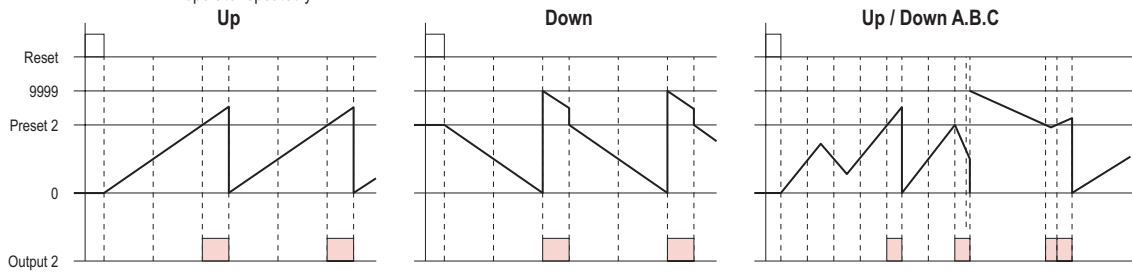 Up
Down
Up / Down A.B.C
Reset
9999
Preset 2
0
Output 2